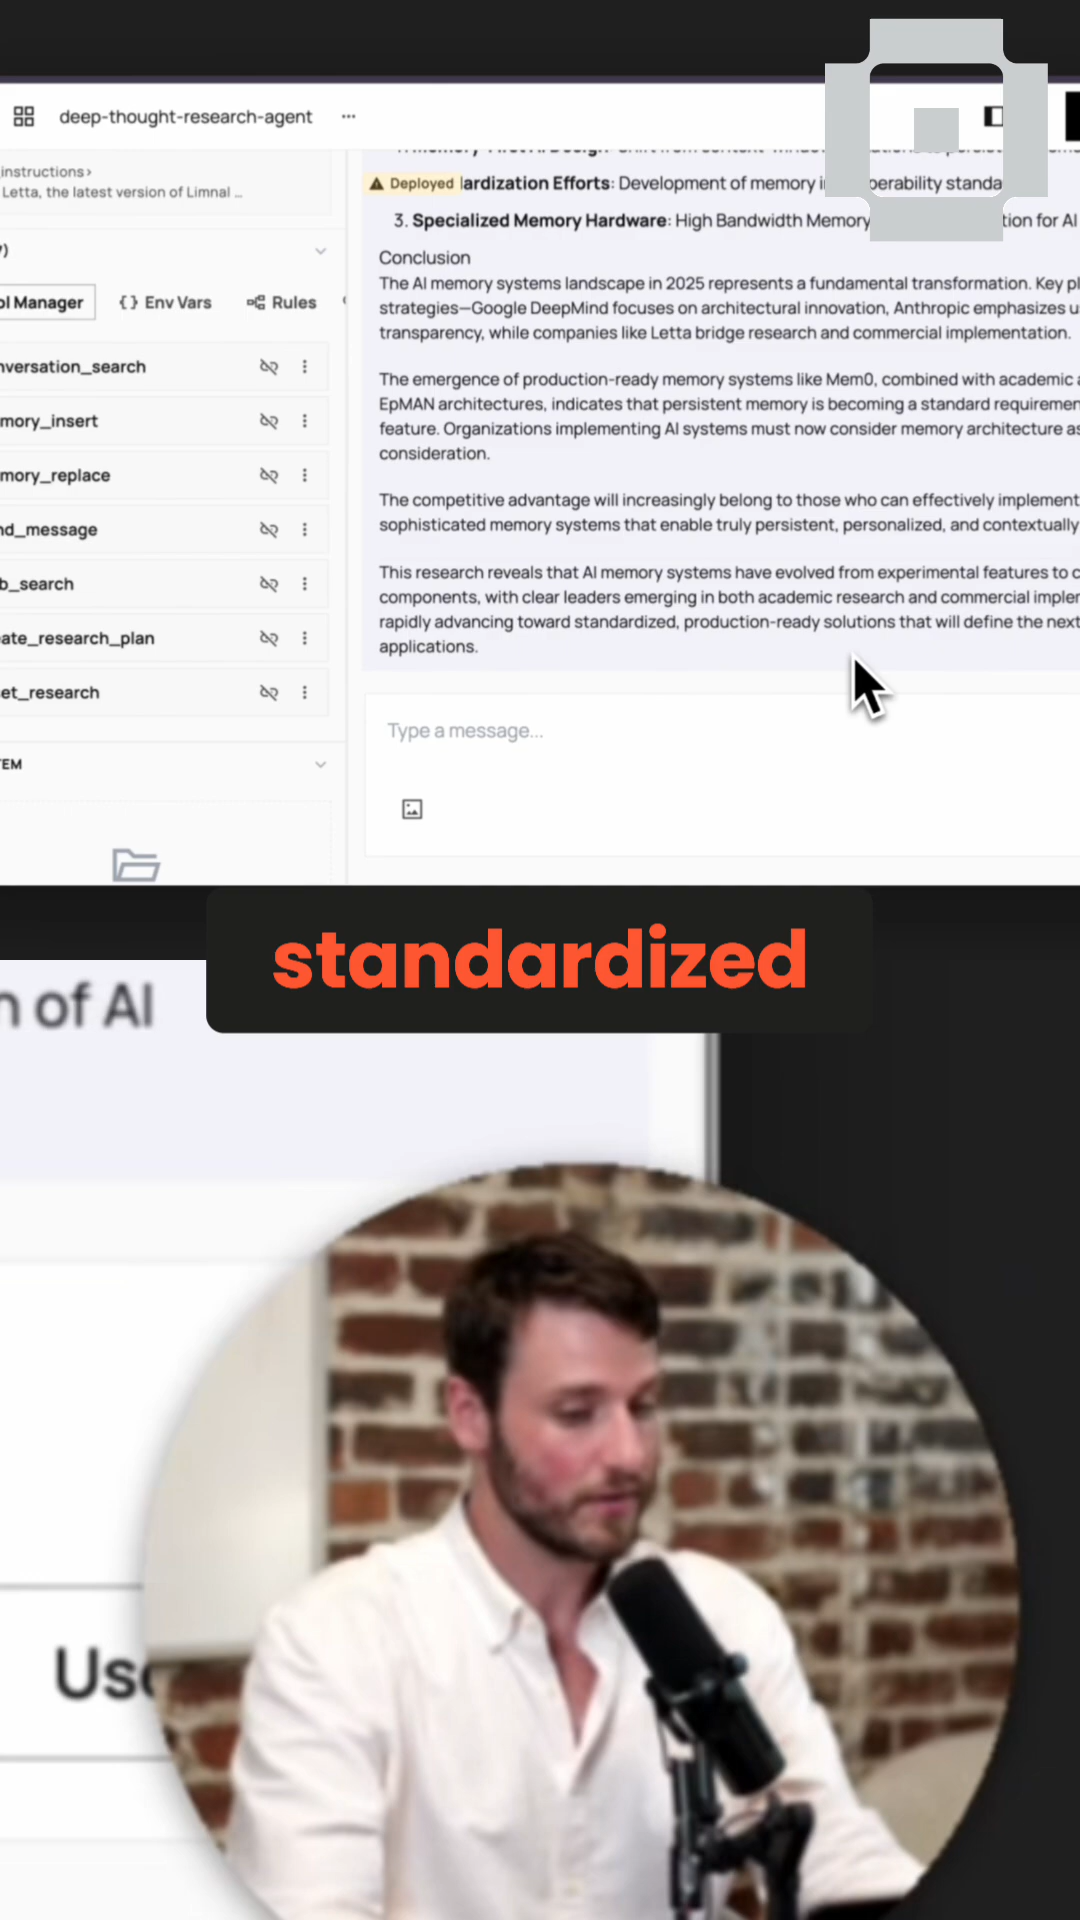 deep-thought-research-agent
instructions>
Letta, the latest version of Limnal ...
Manager
{} Env Vars
Rules
nversation_search
mory_insert
mory_replace
nd_message
b_search
eate_research_plan
et_research
TEM
Deployed
lardization Efforts: Development of memory
3. Specialized Memory Hardware: High Bandwidth Memory
tion for AI
Conclusion
The AI memory systems landscape in 2025 represents a fundamental transformation. Key pl
strategies—Google DeepMind focuses on architectural innovation, Anthropic emphasizes u
transparency, while companies like Letta bridge research and commercial implementation.
The emergence of production-ready memory systems like Mem0, combined with academic a
EpMAN architectures, indicates that persistent memory is becoming a standard requiremen
feature. Organizations implementing AI systems must now consider memory architecture as
consideration.
The competitive advantage will increasingly belong to those who can effectively implement
sophisticated memory systems that enable truly persistent, personalized, and contextually
This research reveals that AI memory systems have evolved from experimental features to c
components, with clear leaders emerging in both academic research and commercial impler
rapidly advancing toward standardized, production-ready solutions that will define the next
applications.
Type a message...
standardized
n of AI
Use